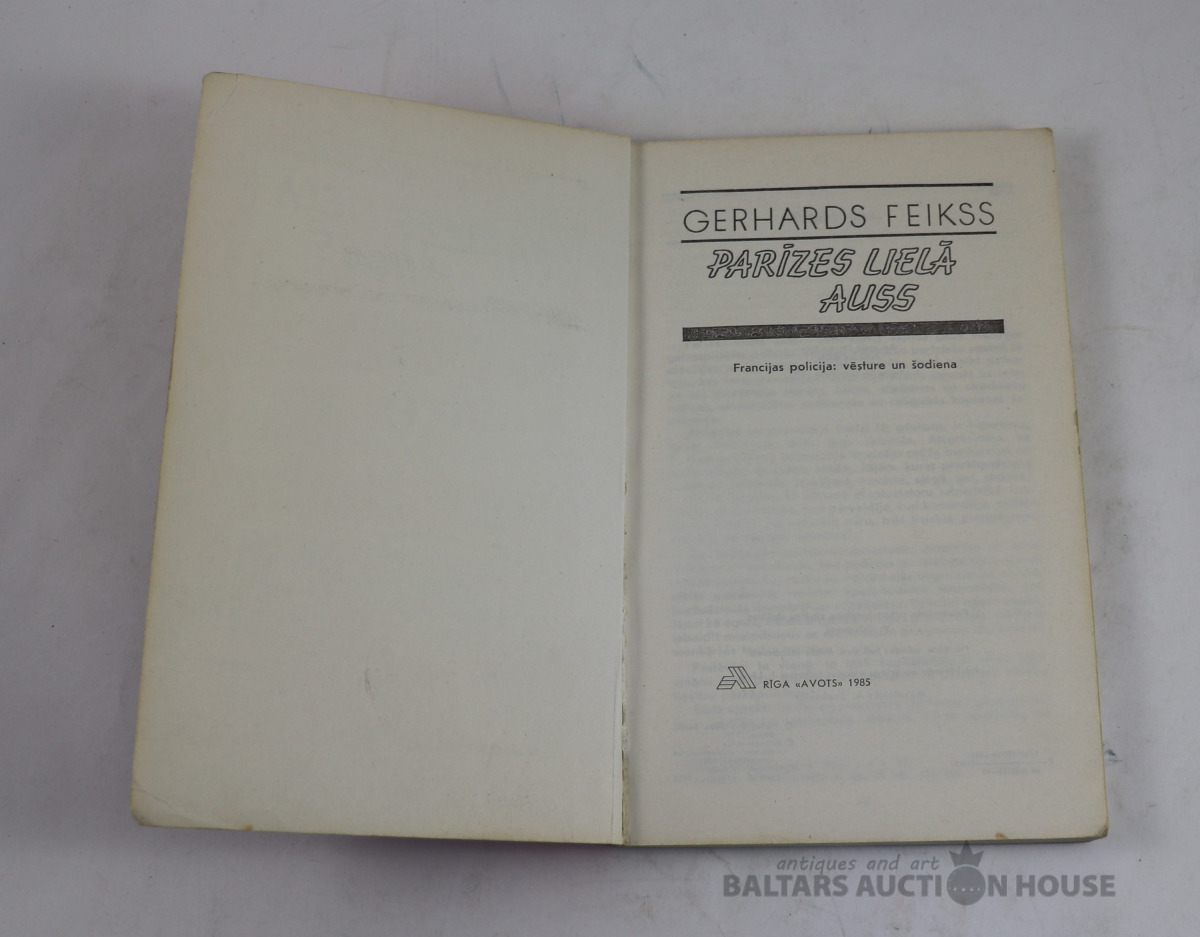 GERHARDS FEIKSS
PARĪZES LIELĀ
AUSS
Francijas policija: vēsture un šodiena
RĪGA «AVOTS» 1985
antiques and art
BALTARS AUCTION HOUSE